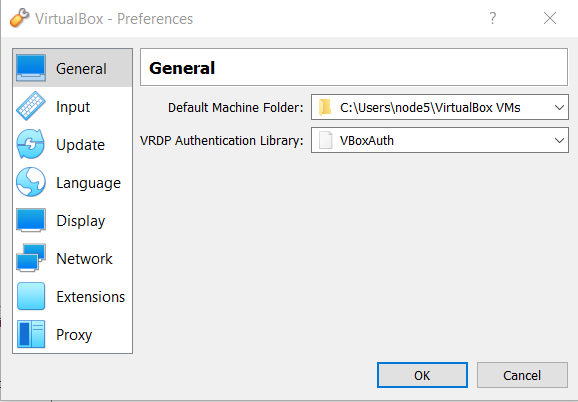 VirtualBox - Preferences
General
Input
Update
Language
Display
Network
Extensions
Proxy
General
Default Machine Folder: C:\Users\node5\VirtualBox VMs
VRDP Authentication Library: VBoxAuth
OK Cancel